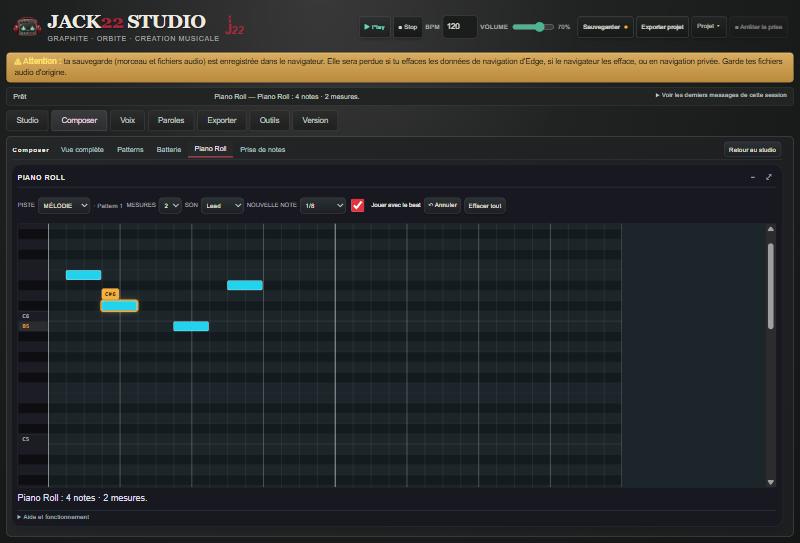 JACK22 STUDIO
GRAPHITE · ORBITE · CRÉATION MUSICALE
J22
▶ Play
■ Stop
BPM 120
VOLUME 70%
Sauvegarder
Exporter projet
Projet
■ Arrêter la prise
⚠ Attention : ta sauvegarde (morceau et fichiers audio) est enregistrée dans le navigateur. Elle sera perdue si tu effaces les données de navigation d'Edge, si le navigateur les efface, ou en navigation privée. Garde tes fichiers
audio d'origine.
Prêt
Piano Roll — Piano Roll : 4 notes · 2 mesures.
▶ Voir les derniers messages de cette session
Studio
Composer
Voix
Paroles
Exporter
Outils
Version
Composer
Vue complète
Patterns
Batterie
Piano Roll
Prise de notes
Retour au studio
PIANO ROLL
PISTE MÉLODIE · Pattern 1 MESURES 2 SON Lead NOUVELLE NOTE 1/8 Jouer avec le beat
⟲ Annuler
Effacer tout
C#6
C6
B5
C5
Piano Roll : 4 notes · 2 mesures.
▶ Aide et fonctionnement